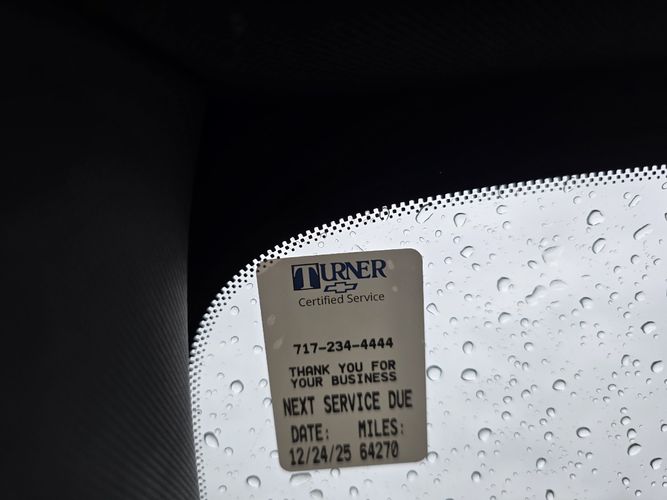 TURNER
Certified Service
717-234-4444
THANK YOU FOR
YOUR BUSINESS
NEXT SERVICE DUE
DATE: MILES:
12/24/25 64270